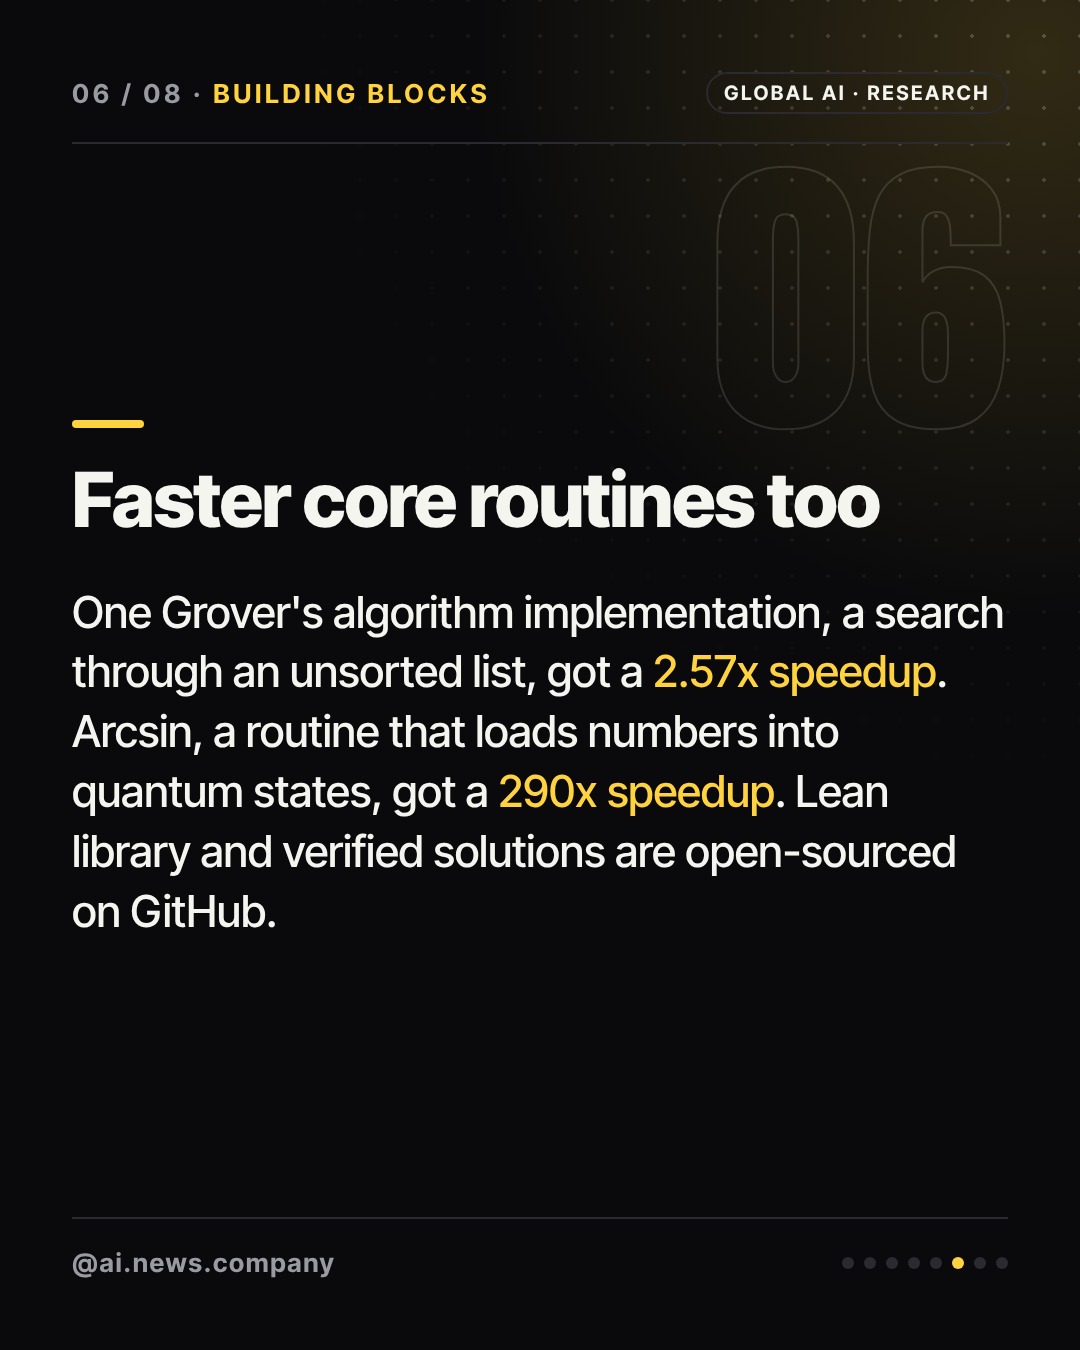 06 / 08 · BUILDING BLOCKS
GLOBAL AI · RESEARCH
06
Faster core routines too
One Grover's algorithm implementation, a search
through an unsorted list, got a 2.57x speedup.
Arcsin, a routine that loads numbers into
quantum states, got a 290x speedup. Lean
library and verified solutions are open-sourced
on GitHub.
@ai.news.company